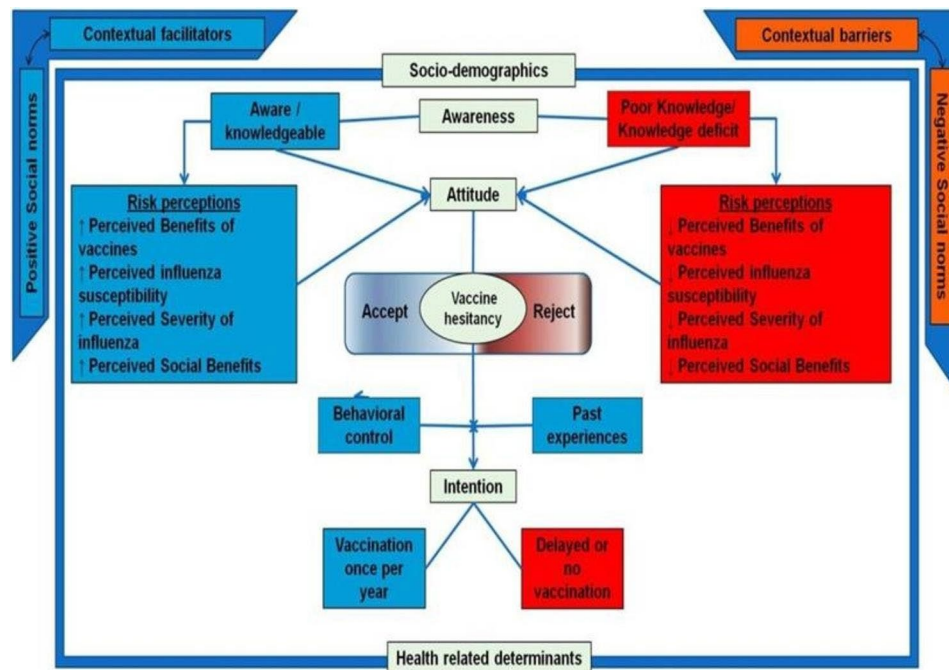 Contextual facilitators
Contextual barriers
Positive Social norms
Negative Social norms
Socio-demographics
Aware /
knowledgeable
Awareness
Poor Knowledge/
Knowledge deficit
Attitude
Risk perceptions
↑ Perceived Benefits of
vaccines
↑ Perceived influenza
susceptibility
↑ Perceived Severity of
influenza
↑ Perceived Social Benefits
Risk perceptions
↓ Perceived Benefits of
vaccines
↓ Perceived influenza
susceptibility
↓ Perceived Severity of
influenza
↓ Perceived Social Benefits
Accept
Vaccine
hesitancy
Reject
Behavioral
control
Past
experiences
Intention
Vaccination
once per
year
Delayed or
no
vaccination
Health related determinants